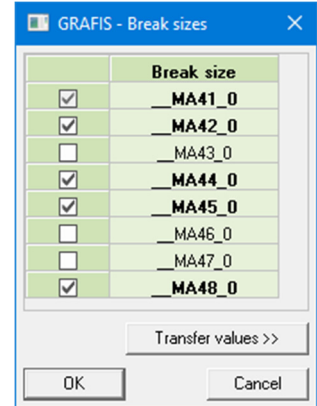 GRAFIS - Break sizes
Break size
__MA41_0
__MA42_0
__MA43_0
__MA44_0
__MA45_0
__MA46_0
__MA47_0
__MA48_0
Transfer values >>
OK Cancel